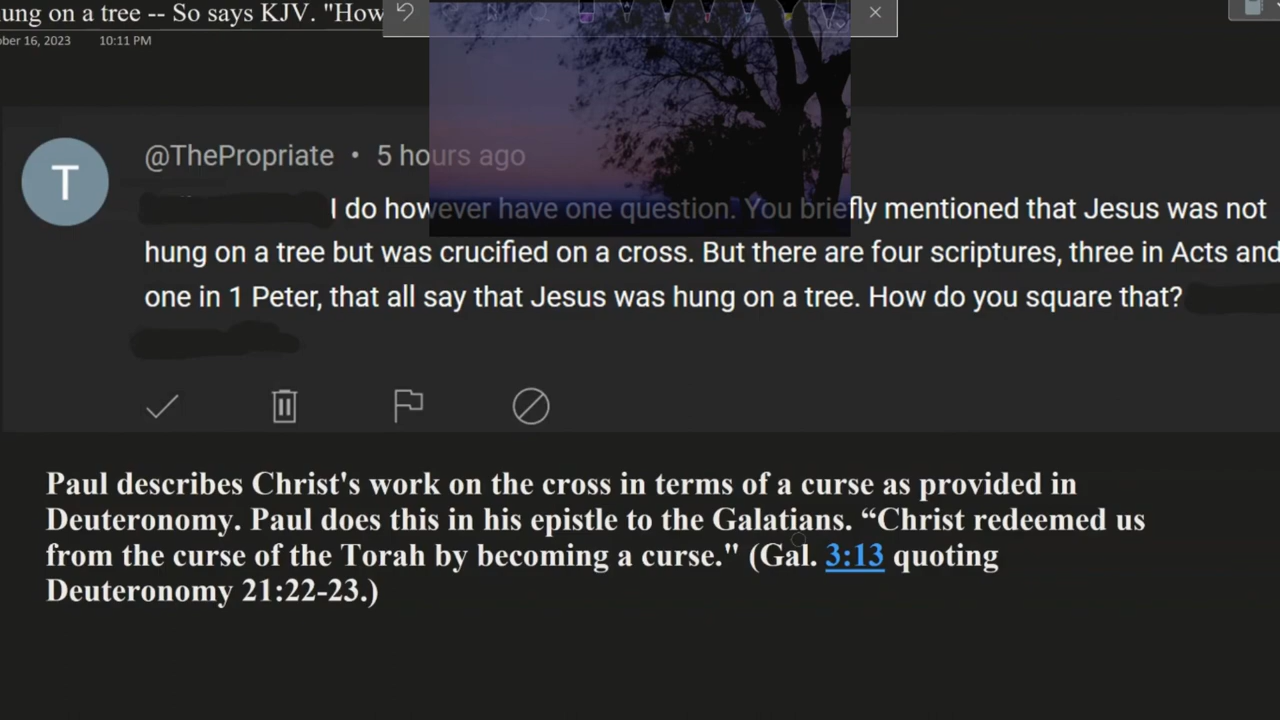 ung on a tree -- So says KJV. "How
ober 16, 2023 10:11 PM
@ThePropriate • 5 hours ago
T
I do however have one question. You briefly mentioned that Jesus was not
hung on a tree but was crucified on a cross. But there are four scriptures, three in Acts and
one in 1 Peter, that all say that Jesus was hung on a tree. How do you square that?
Paul describes Christ's work on the cross in terms of a curse as provided in
Deuteronomy. Paul does this in his epistle to the Galatians. “Christ redeemed us
from the curse of the Torah by becoming a curse." (Gal. 3:13 quoting
Deuteronomy 21:22-23.)